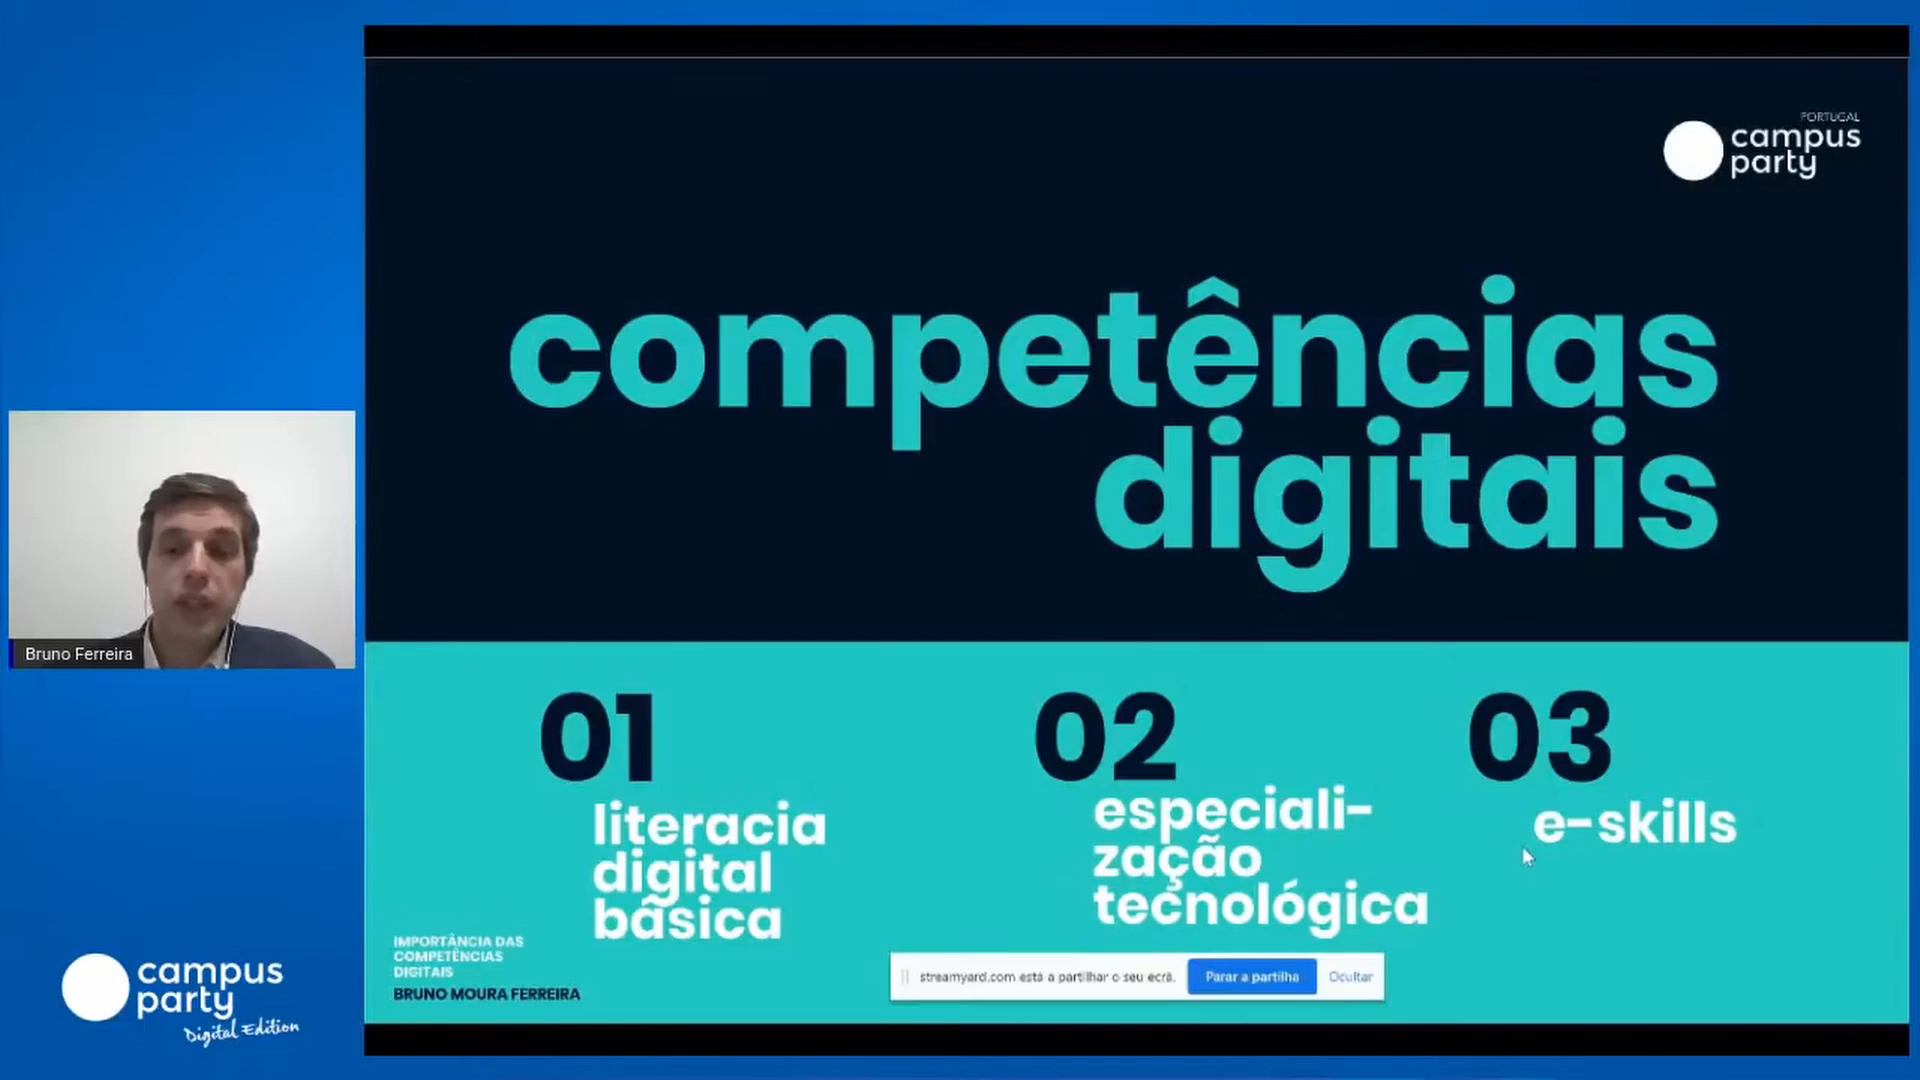 PORTUGAL
campus
party
competências
digitais
01
literacia
digital
básica
02
especiali-
zação
tecnológica
03
e-skills
IMPORTÂNCIA DAS
COMPETÊNCIAS
DIGITAIS
BRUNO MOURA FERREIRA
streamyard.com está a partilhar o seu ecrã.
Parar a partilha
Ocultar
Bruno Ferreira
campus
party
Digital Edition